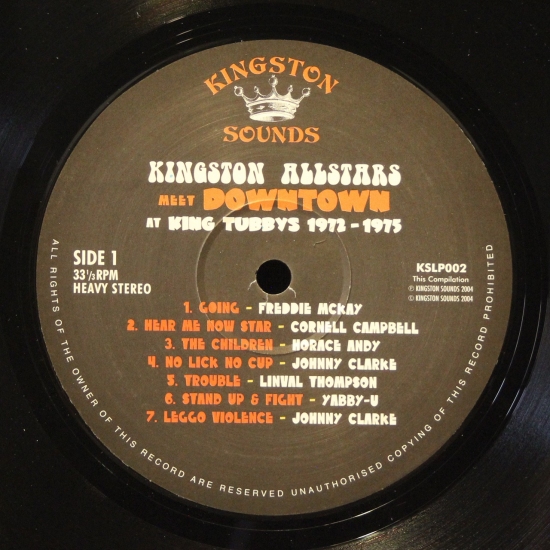 KINGSTON
SOUNDS
KINGSTON ALLSTARS
MEET DOWNTOWN
AT KING TUBBYS 1972 - 1975
SIDE 1
33⅓ RPM
HEAVY STEREO
KSLP002
This Compilation
℗ KINGSTON SOUNDS 2004
© KINGSTON SOUNDS 2004
1. GOING - FREDDIE MCKAY
2. HEAR ME NOW STAR - CORNELL CAMPBELL
3. THE CHILDREN - HORACE ANDY
4. NO LICK NO CUP - JOHNNY CLARKE
5. TROUBLE - LINVAL THOMPSON
6. STAND UP & FIGHT - YABBY-U
7. LEGGO VIOLENCE - JOHNNY CLARKE
ALL RIGHTS OF THE OWNER OF THIS RECORD ARE RESERVED UNAUTHORISED COPYING OF THIS RECORD PROHIBITED